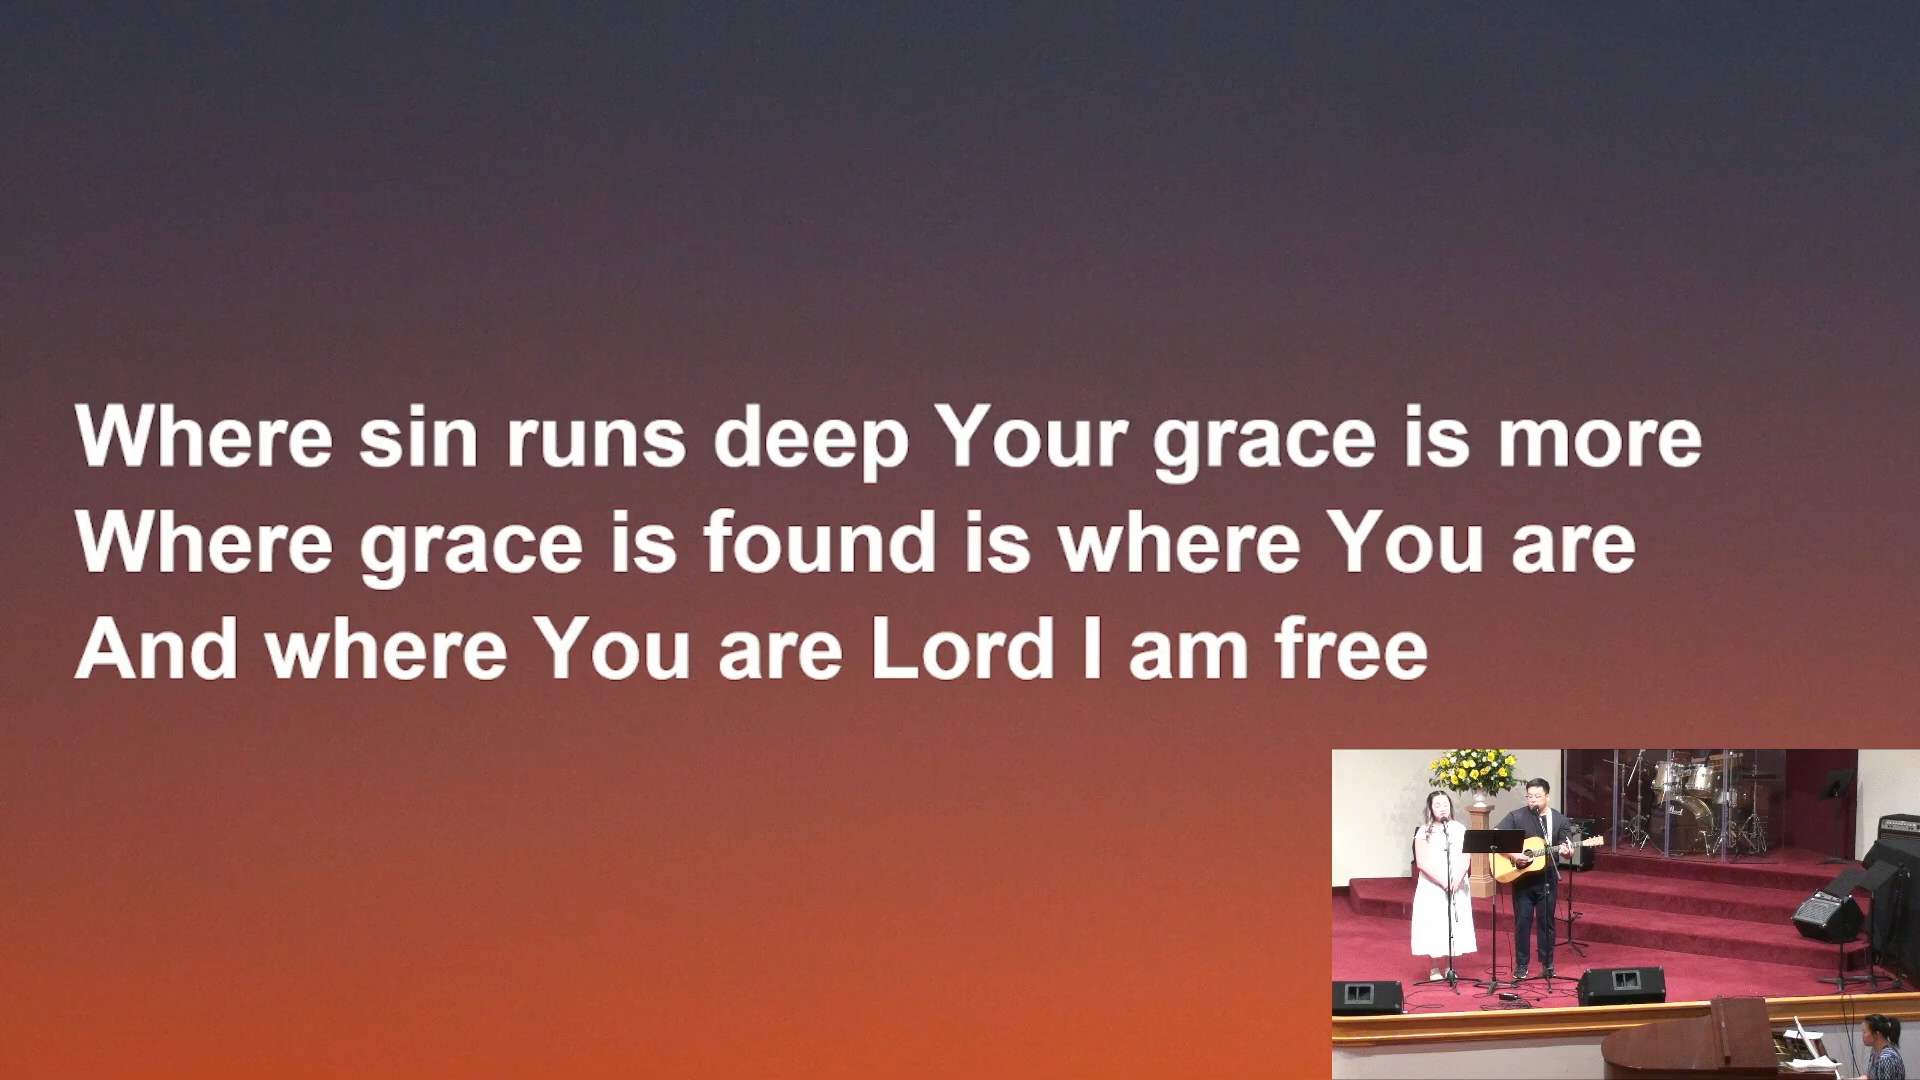 Where sin runs deep Your grace is more
Where grace is found is where You are
And where You are Lord I am free